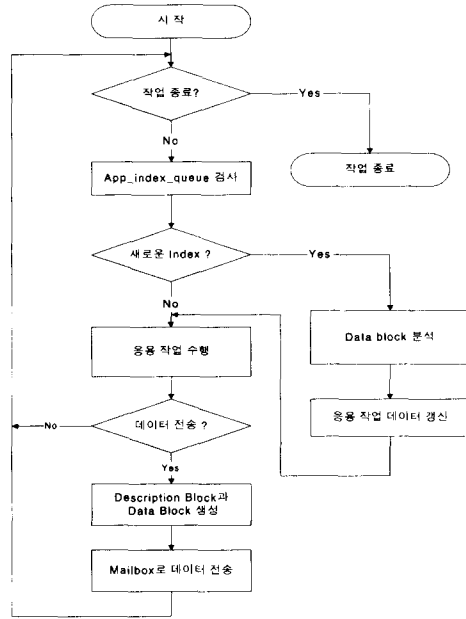 시 작
작업 종료?
Yes
No
작업 종료
App_index_queue 검사
새로운 Index ?
Yes
No
Data block 분석
응용 작업 수행
응용 작업 데이터 갱신
데이터 전송 ?
No
Yes
Description Block과
Data Block 생성
Mailbox로 데이터 전송